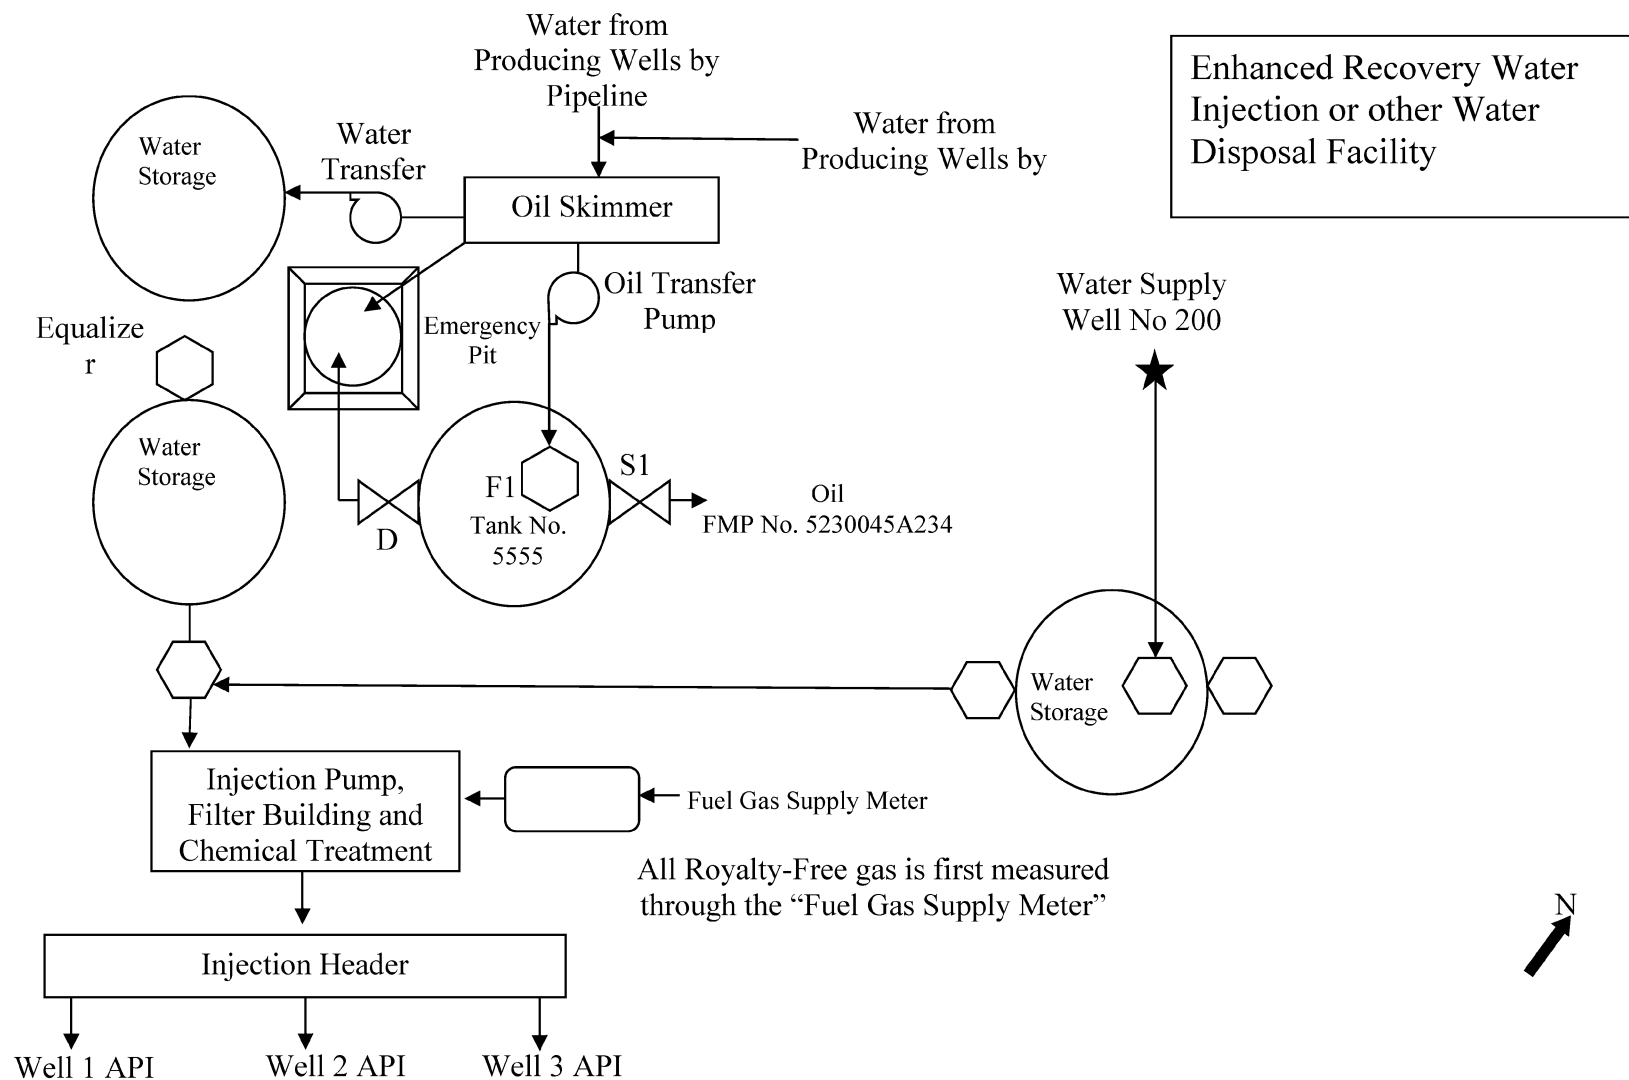 Water from
Producing Wells by
Pipeline
Enhanced Recovery Water
Injection or other Water
Disposal Facility
Water from
Producing Wells by
Water
Transfer
Water
Storage
Oil Skimmer
Oil Transfer
Pump
Water Supply
Well No 200
Equalize
r
Emergency
Pit
Water
Storage
S1
F1
Tank No.
5555
D
Oil
FMP No. 5230045A234
Water
Storage
Injection Pump,
Filter Building and
Chemical Treatment
Fuel Gas Supply Meter
All Royalty-Free gas is first measured
through the “Fuel Gas Supply Meter”
N
Injection Header
Well 1 API
Well 2 API
Well 3 API